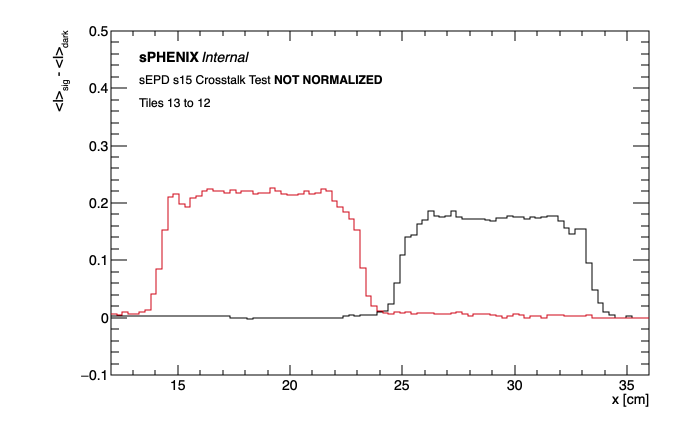 <I>sig - <I>dark
sPHENIX Internal
sEPD s15 Crosstalk Test NOT NORMALIZED
Tiles 13 to 12
0.5
0.4
0.3
0.2
0.1
0
−0.1
15 20 25 30 35
x [cm]